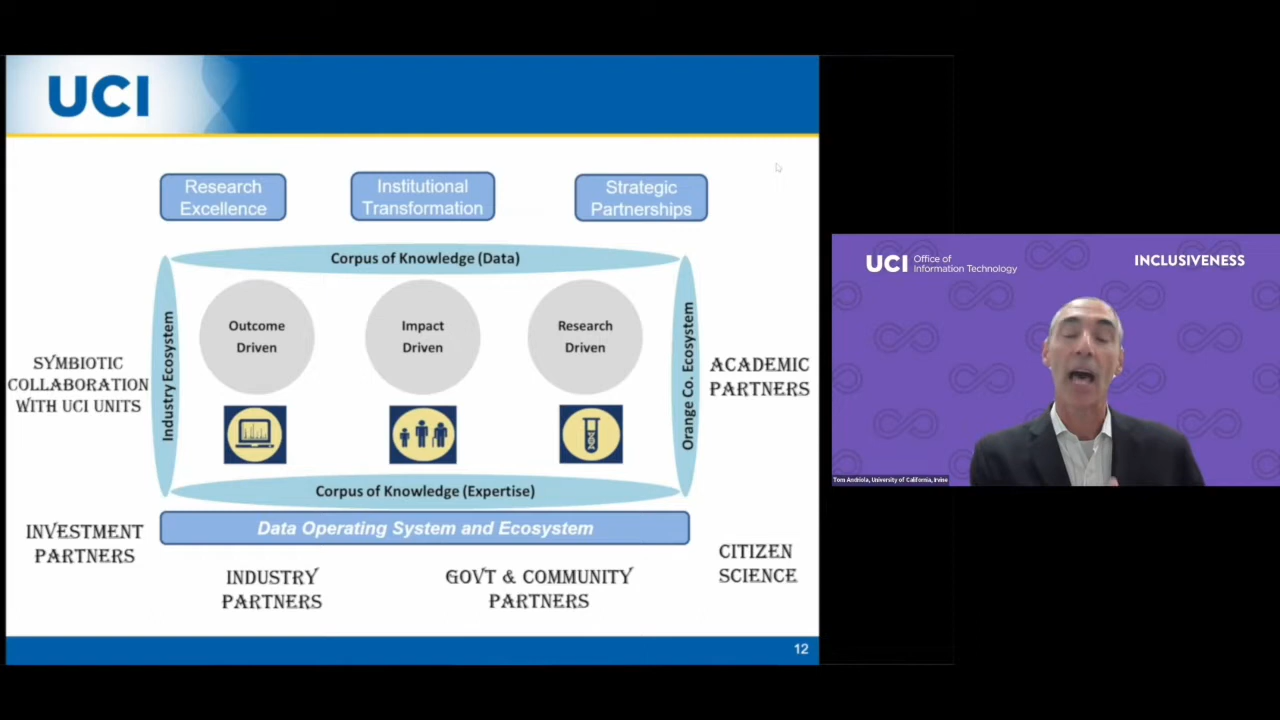 UCI
Research
Excellence
Institutional
Transformation
Strategic
Partnerships
Corpus of Knowledge (Data)
Industry Ecosystem
Outcome
Driven
Impact
Driven
Research
Driven
Orange Co. Ecosystem
SYMBIOTIC
COLLABORATION
WITH UCI UNITS
ACADEMIC
PARTNERS
Corpus of Knowledge (Expertise)
Data Operating System and Ecosystem
INVESTMENT
PARTNERS
INDUSTRY
PARTNERS
GOVT & COMMUNITY
PARTNERS
CITIZEN
SCIENCE
12
UCI Office of
Information Technology
INCLUSIVENESS
Tom Andriola, University of California, Irvine